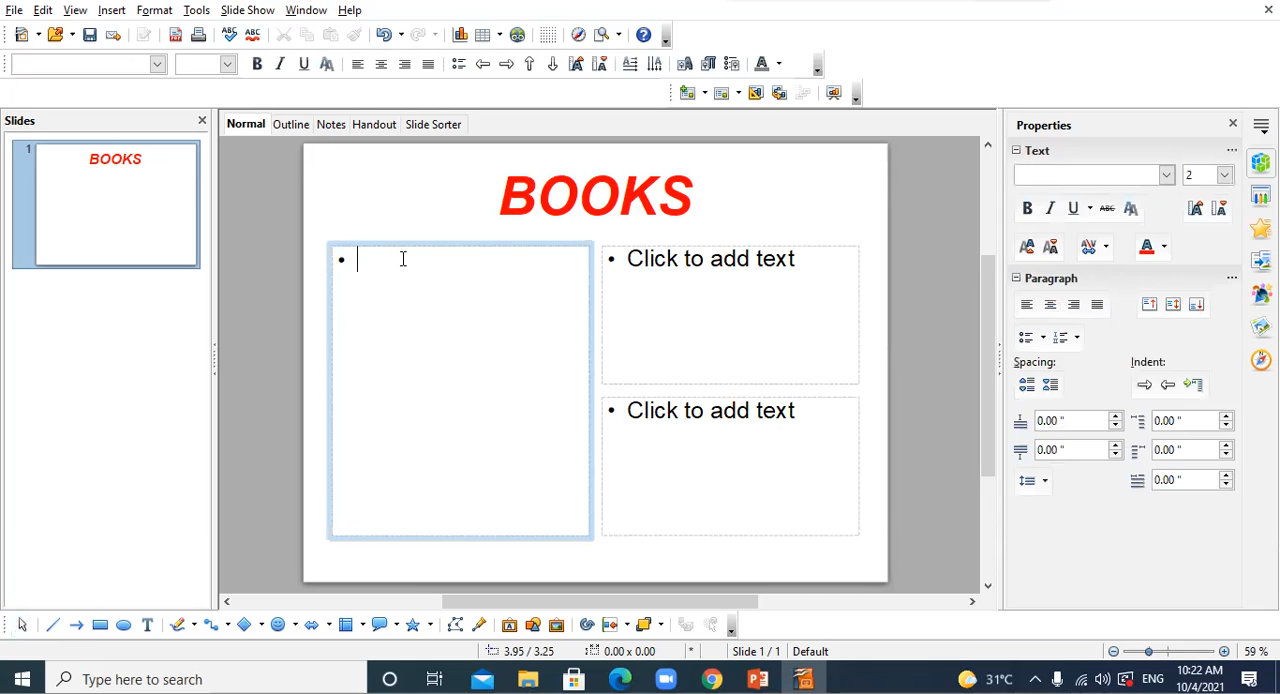 File Edit View Insert Format Tools Slide Show Window Help
Slides
Normal Outline Notes Handout Slide Sorter
Properties
Text
2
1
BOOKS
BOOKS
• 
• Click to add text
• Click to add text
Paragraph
Spacing:
Indent:
0.00 "
0.00 "
0.00 "
0.00 "
0.00 "
3.95 / 3.25
0.00 x 0.00
*
Slide 1 / 1
Default
59 %
Type here to search
31°C
ENG
10:22 AM
10/4/2021